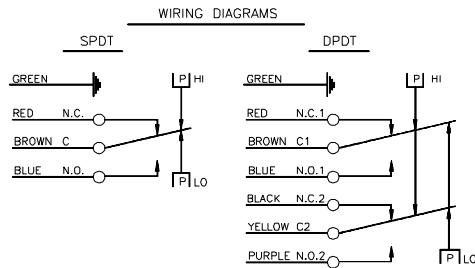 WIRING DIAGRAMS
SPDT
GREEN
P HI
RED N.C.
BROWN C
BLUE N.O.
P LO
DPDT
GREEN
P HI
RED N.C.1
BROWN C1
BLUE N.O.1
BLACK N.C.2
YELLOW C2
PURPLE N.O.2
P LO